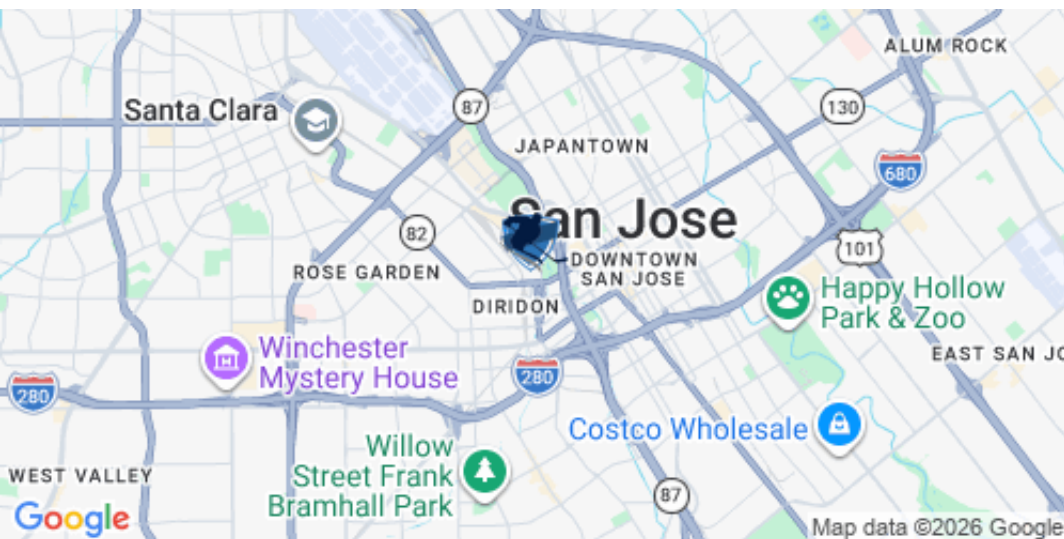 ALUM ROCK
Santa Clara
87
130
JAPANTOWN
680
San Jose
82
101
DOWNTOWN
SAN JOSE
ROSE GARDEN
DIRIDON
Happy Hollow
Park & Zoo
Winchester
Mystery House
EAST SAN JO
280
280
Costco Wholesale
Willow
Street Frank
Bramhall Park
WEST VALLEY
87
Google
Map data ©2026 Google